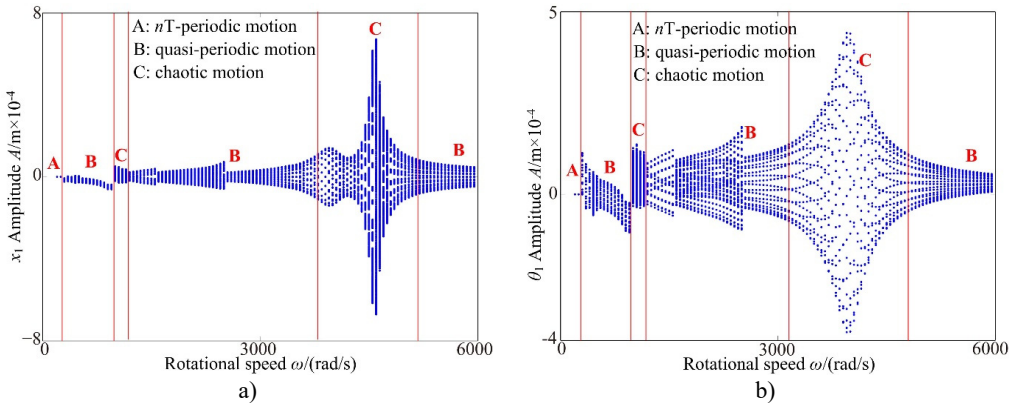 8
A: nT-periodic motion
B: quasi-periodic motion
C: chaotic motion
C
A
B
C
B
B
0
−8
0
3000
6000
x1 Amplitude A/m×10-4
Rotational speed ω/(rad/s)
a)
5
A: nT-periodic motion
B: quasi-periodic motion
C: chaotic motion
C
A
B
C
B
B
0
-4
0
3000
6000
θ1 Amplitude A/m×10-4
Rotational speed ω/(rad/s)
b)